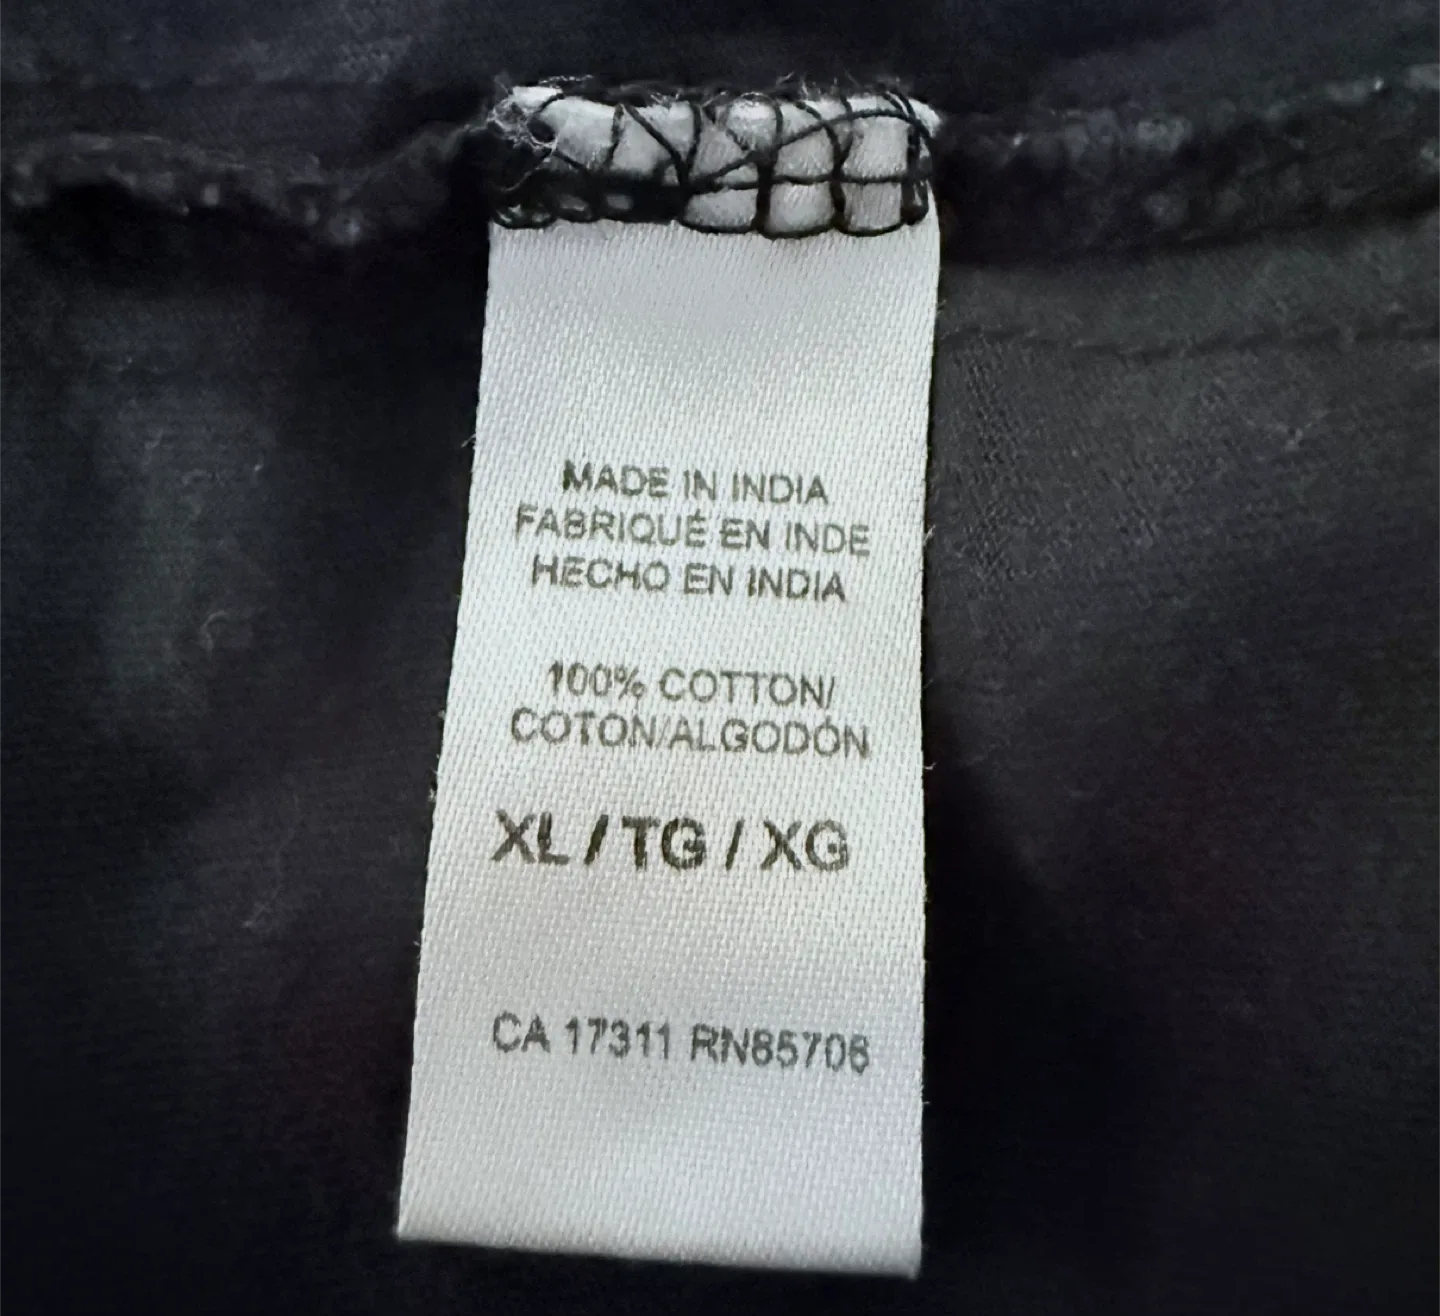 MADE IN INDIA
FABRIQUÉ EN INDE
HECHO EN INDIA
100% COTTON/
COTON/ALGODÓN
XL / TG / XG
CA 17311 RN85706